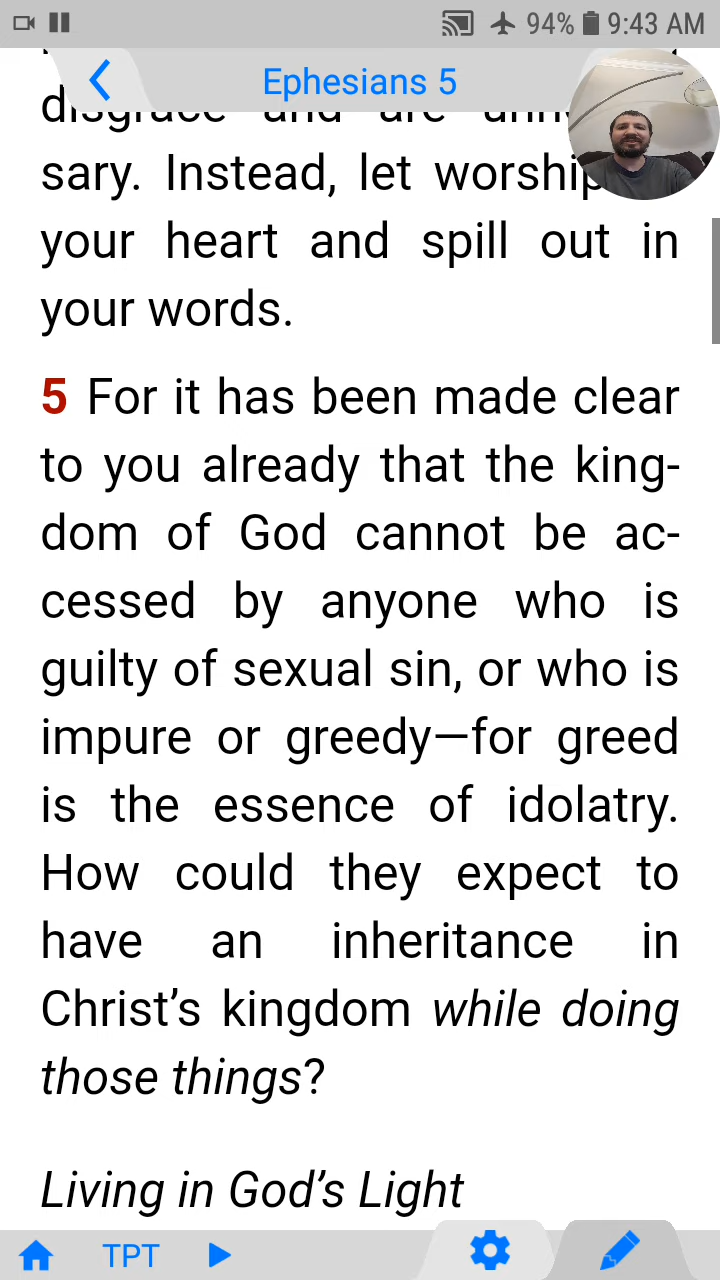 94% 9:43 AM
Ephesians 5
disgrace and are
sary. Instead, let worship
your heart and spill out in
your words.
5 For it has been made clear
to you already that the king-
dom of God cannot be ac-
cessed by anyone who is
guilty of sexual sin, or who is
impure or greedy—for greed
is the essence of idolatry.
How could they expect to
have an inheritance in
Christ’s kingdom while doing
those things?
Living in God’s Light
TPT